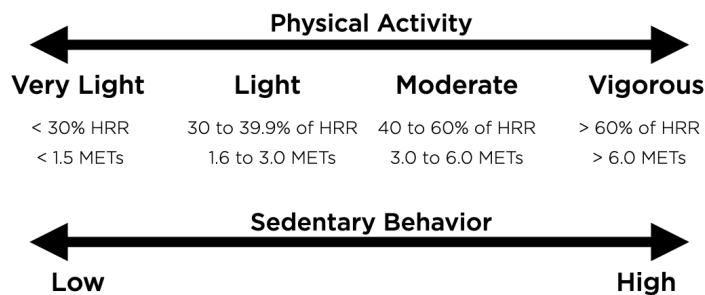 Physical Activity
Very Light Light Moderate Vigorous
< 30% HRR 30 to 39.9% of HRR 40 to 60% of HRR > 60% of HRR
< 1.5 METs 1.6 to 3.0 METs 3.0 to 6.0 METs > 6.0 METs
Sedentary Behavior
Low High